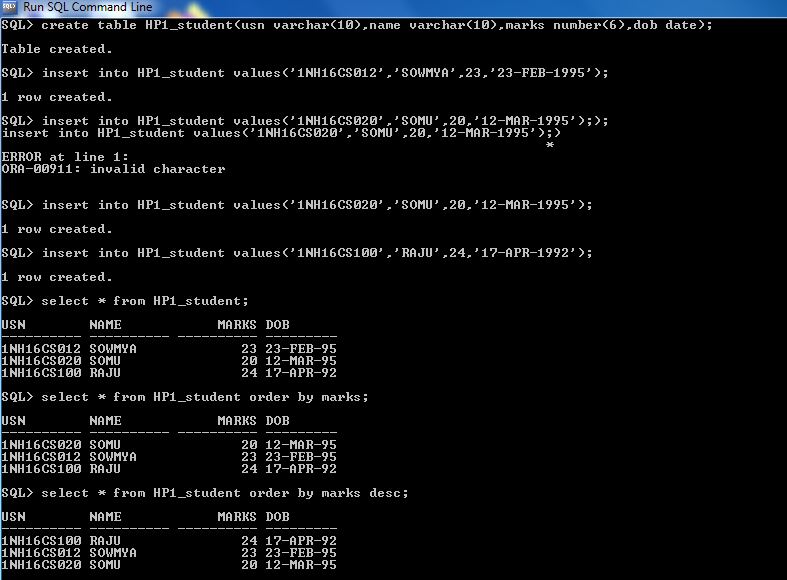 Run SQL Command Line
SQL> create table HP1_student(usn varchar(10),name varchar(10),marks number(6),dob date);
Table created.
SQL> insert into HP1_student values('1NH16CS012','SOWMYA',23,'23-FEB-1995');
1 row created.
SQL> insert into HP1_student values('1NH16CS020','SOMU',20,'12-MAR-1995'););
insert into HP1_student values('1NH16CS020','SOMU',20,'12-MAR-1995');)
*
ERROR at line 1:
ORA-00911: invalid character
SQL> insert into HP1_student values('1NH16CS020','SOMU',20,'12-MAR-1995');
1 row created.
SQL> insert into HP1_student values('1NH16CS100','RAJU',24,'17-APR-1992');
1 row created.
SQL> select * from HP1_student;
USN NAME MARKS DOB
---------- ---------- ---------- ---------
1NH16CS012 SOWMYA 23 23-FEB-95
1NH16CS020 SOMU 20 12-MAR-95
1NH16CS100 RAJU 24 17-APR-92
SQL> select * from HP1_student order by marks;
USN NAME MARKS DOB
---------- ---------- ---------- ---------
1NH16CS020 SOMU 20 12-MAR-95
1NH16CS012 SOWMYA 23 23-FEB-95
1NH16CS100 RAJU 24 17-APR-92
SQL> select * from HP1_student order by marks desc;
USN NAME MARKS DOB
---------- ---------- ---------- ---------
1NH16CS100 RAJU 24 17-APR-92
1NH16CS012 SOWMYA 23 23-FEB-95
1NH16CS020 SOMU 20 12-MAR-95